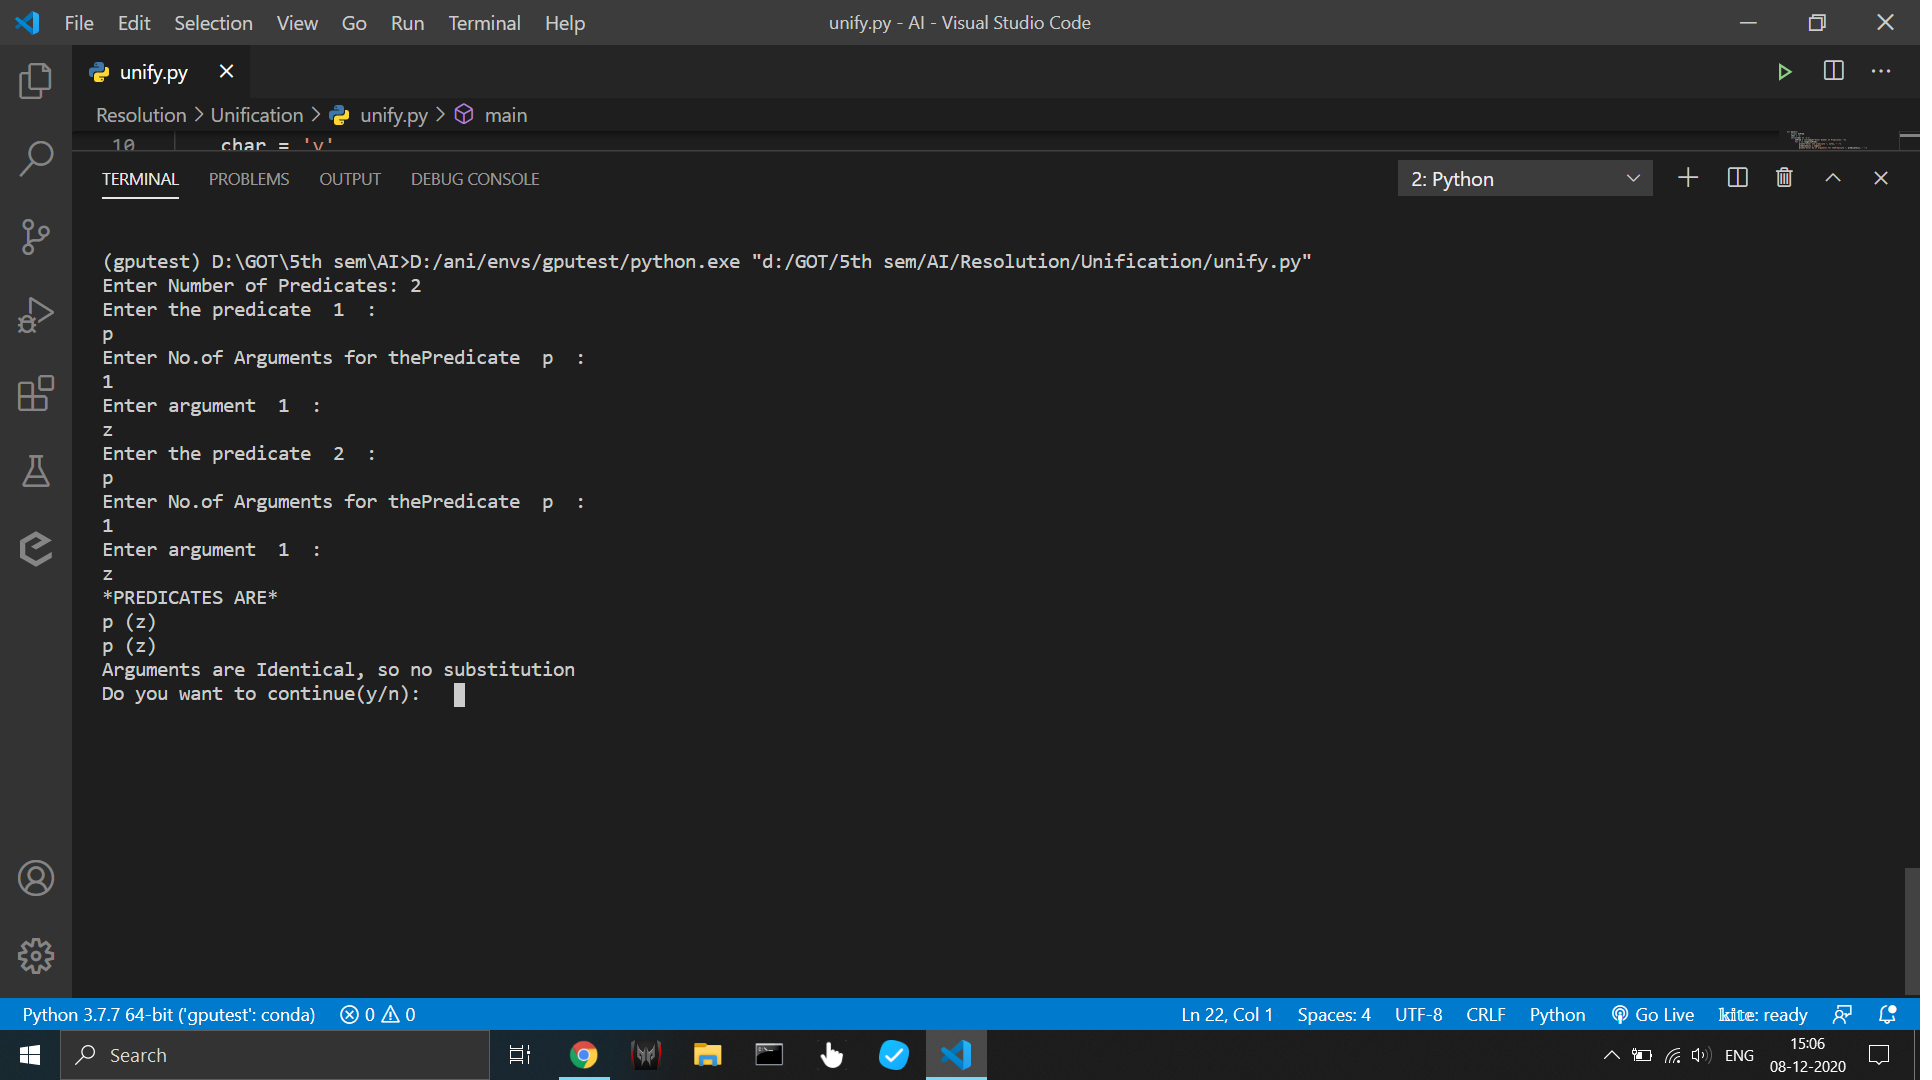 File Edit Selection View Go Run Terminal Help unify.py - AI - Visual Studio Code
unify.py
Resolution > Unification > unify.py > main
10 char = 'y'
TERMINAL PROBLEMS OUTPUT DEBUG CONSOLE 2: Python
(gputest) D:\GOT\5th sem\AI>D:/ani/envs/gputest/python.exe "d:/GOT/5th sem/AI/Resolution/Unification/unify.py"
Enter Number of Predicates: 2
Enter the predicate  1  :
p
Enter No.of Arguments for thePredicate  p  :
1
Enter argument  1  :
z
Enter the predicate  2  :
p
Enter No.of Arguments for thePredicate  p  :
1
Enter argument  1  :
z
*PREDICATES ARE*
p (z)
p (z)
Arguments are Identical, so no substitution
Do you want to continue(y/n):
Python 3.7.7 64-bit ('gputest': conda) 0 0 Ln 22, Col 1 Spaces: 4 UTF-8 CRLF Python Go Live kite: ready
Search ENG 15:06
08-12-2020